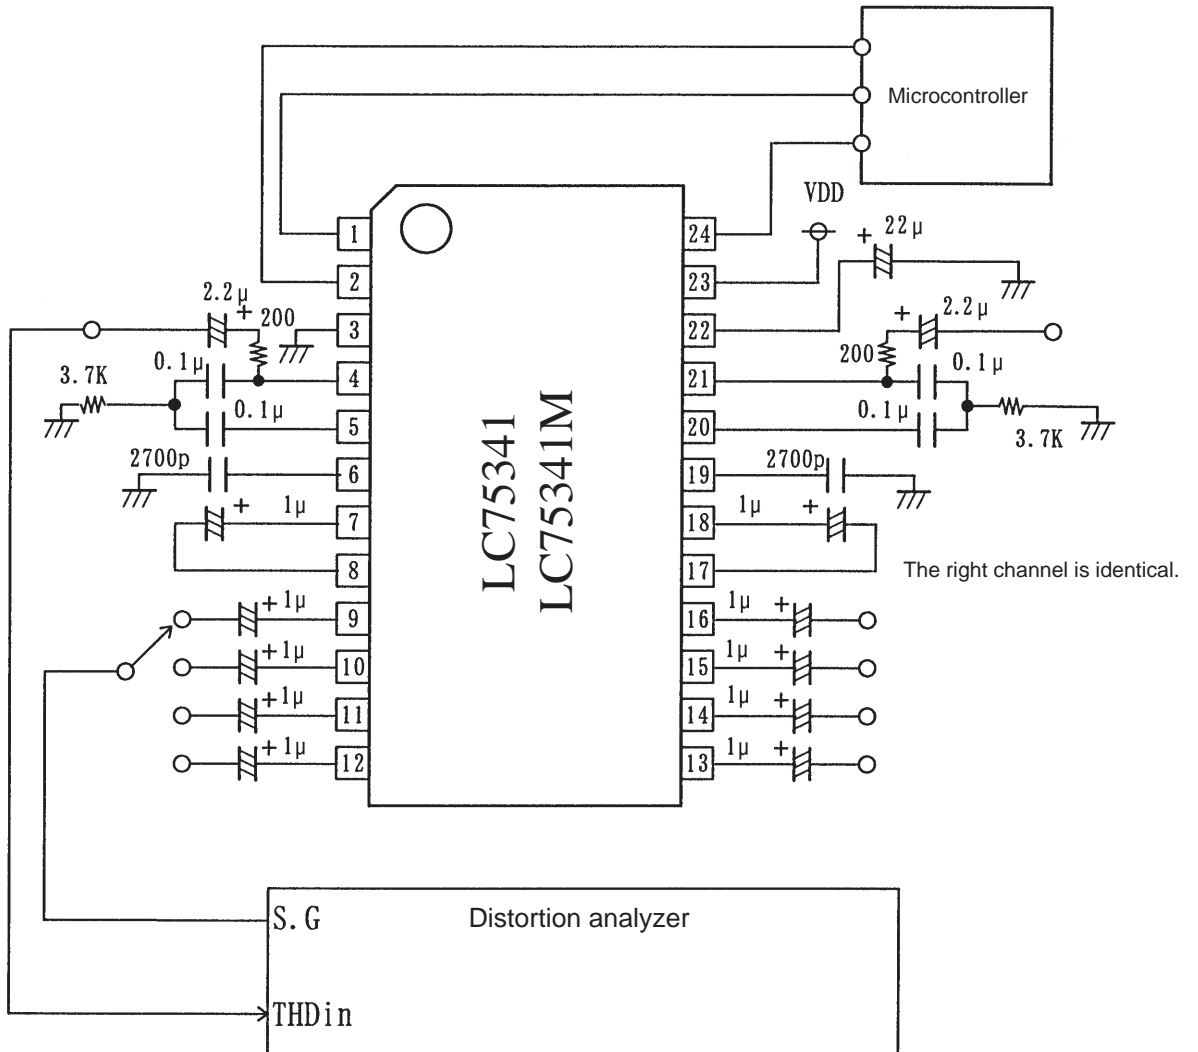 Microcontroller
VDD
22μ
+
1
24
2
23
2.2μ
+
200
3
22
+
2.2μ
200
0.1μ
4
21
0.1μ
3.7K
0.1μ
5
20
0.1μ
3.7K
2700p
6
19
2700p
+
1μ
7
18
1μ
+
8
17
The right channel is identical.
LC75341
LC75341M
+1μ
9
16
1μ
+
+1μ
10
15
1μ
+
+1μ
11
14
1μ
+
+1μ
12
13
1μ
+
S.G
Distortion analyzer
THDin